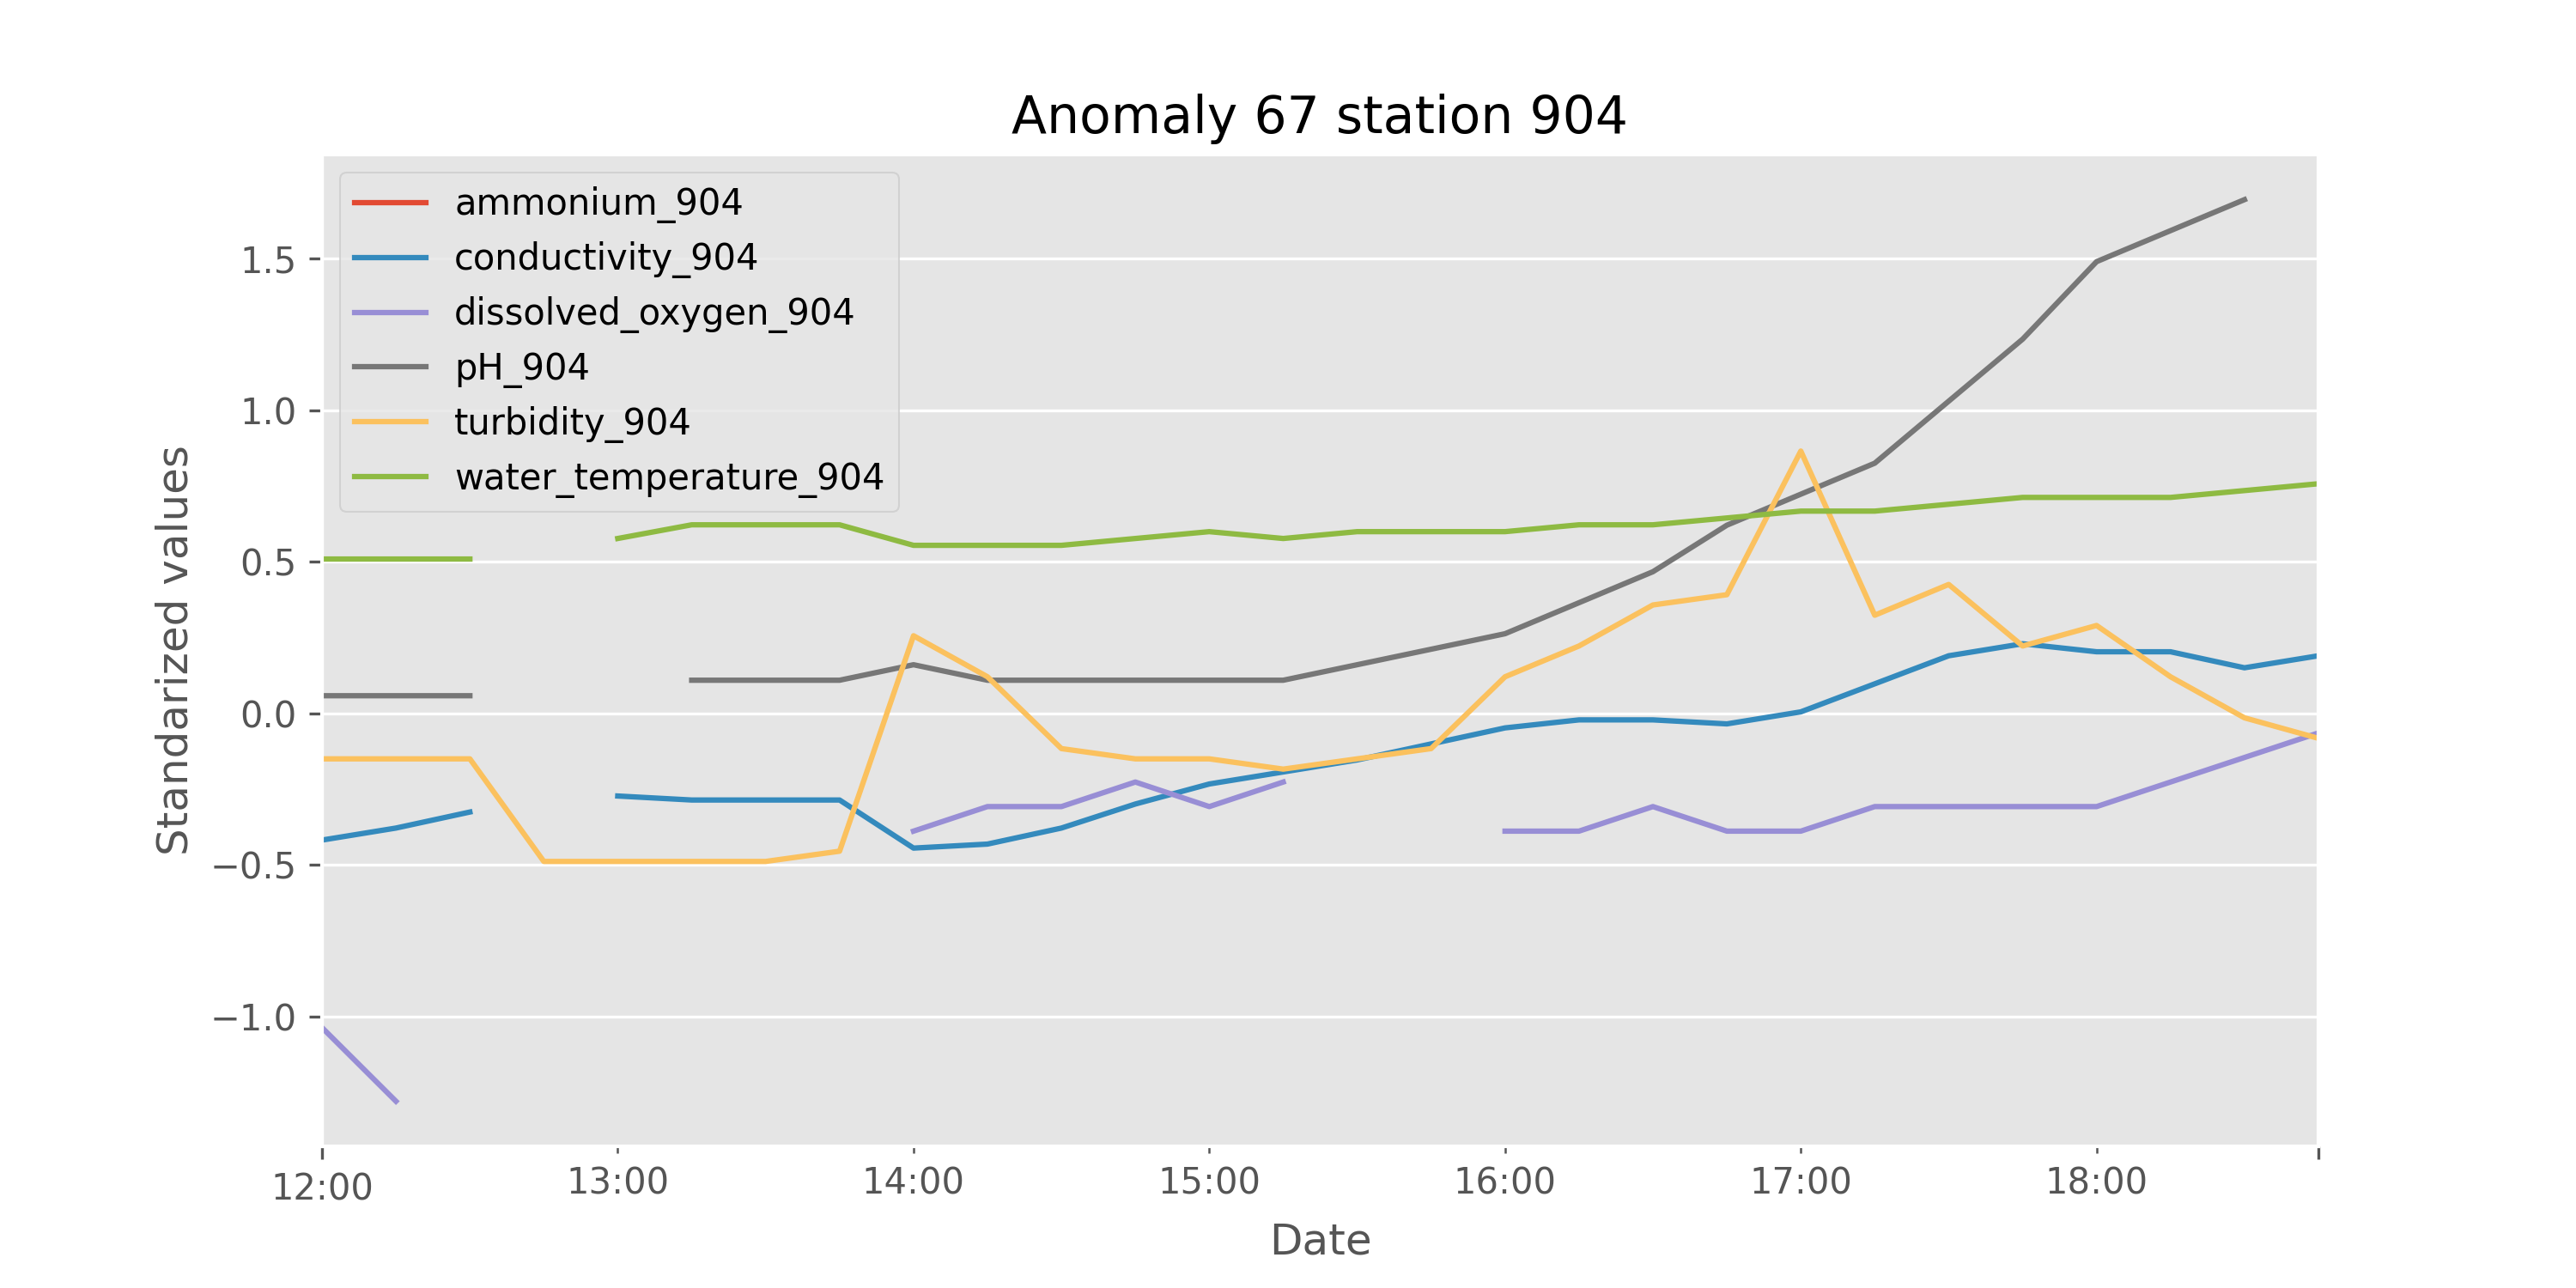 Anomaly 67 station 904
ammonium_904
conductivity_904
dissolved_oxygen_904
pH_904
turbidity_904
water_temperature_904
Standarized values
1.5
1.0
0.5
0.0
−0.5
−1.0
12:00 13:00 14:00 15:00 16:00 17:00 18:00
Date